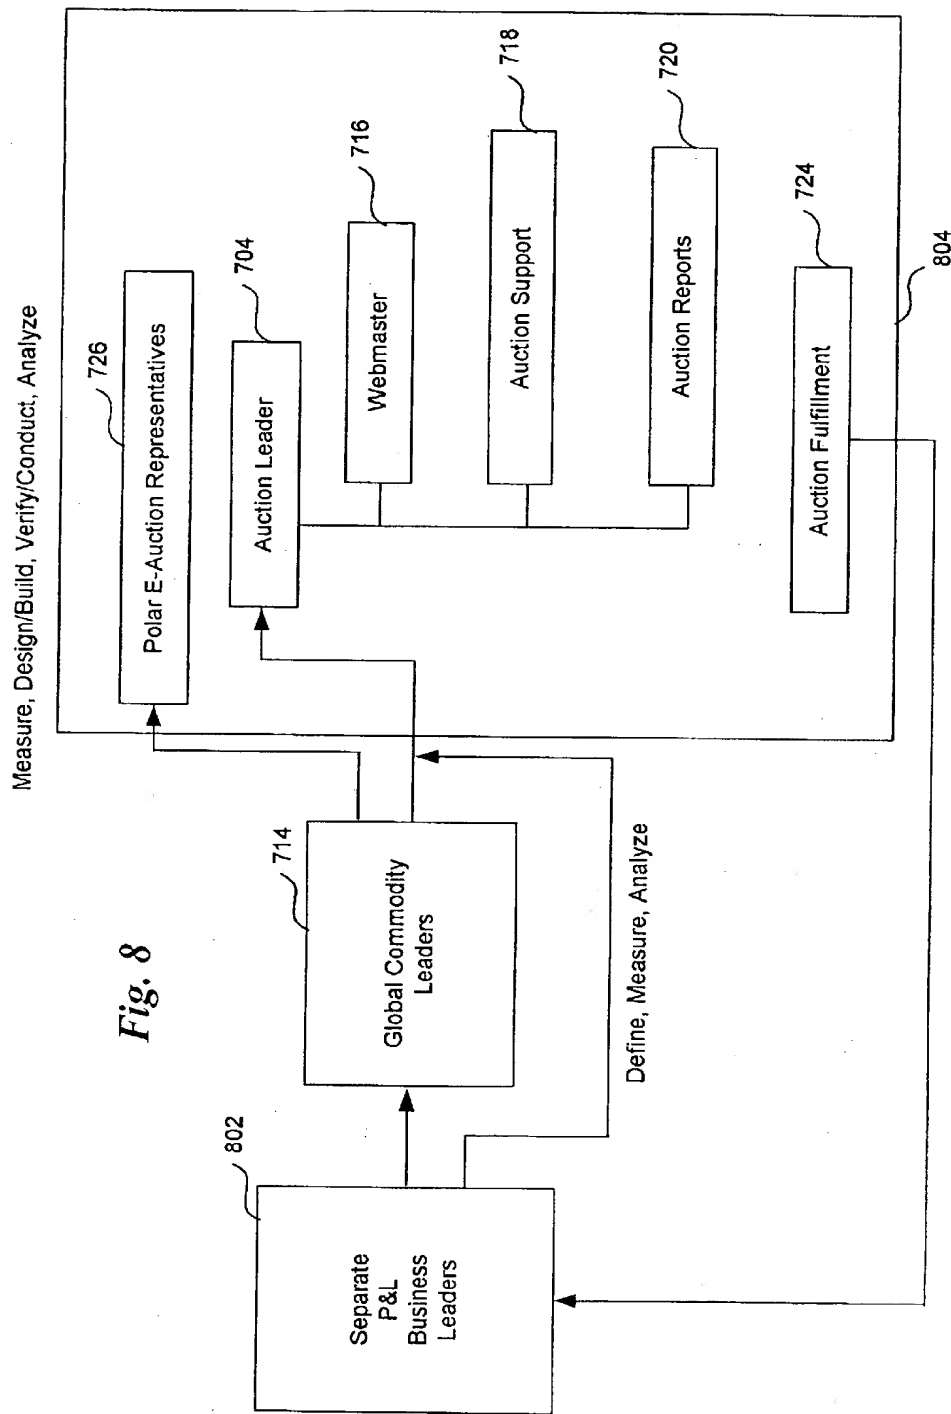 Measure, Design/Build, Verify/Conduct, Analyze
726
Polar E-Auction Representatives
704
Auction Leader
Webmaster
716
Auction Support
718
Auction Reports
720
Auction Fulfillment
724
804
Fig. 8
714
Global Commodity
Leaders
Define, Measure, Analyze
802
Separate
P&L
Business
Leaders